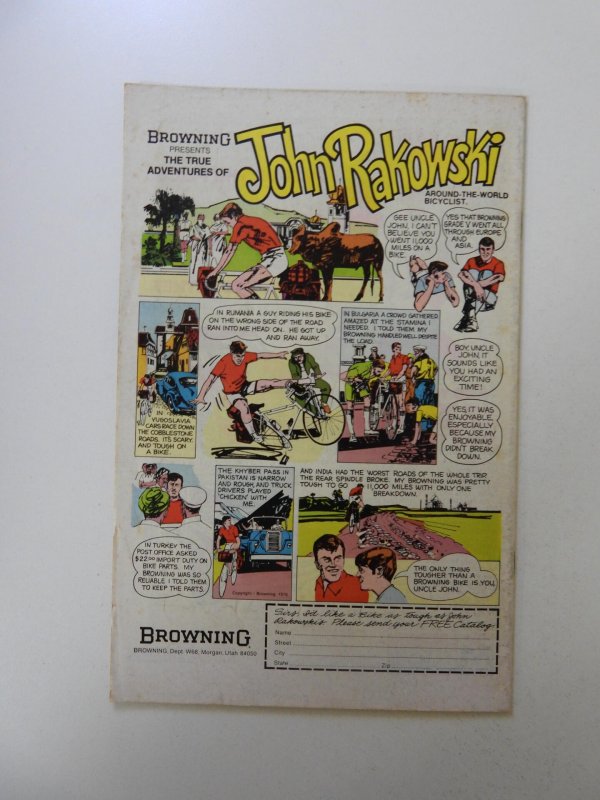 BROWNING
PRESENTS
THE TRUE
ADVENTURES OF
John Rakowski
AROUND-THE-WORLD
BICYCLIST.
GEE UNCLE
JOHN, I CAN'T
BELIEVE YOU
WENT 11,000
MILES ON A
BIKE.
YES THAT BROWNING
GRADE V WENT ALL
THROUGH EUROPE
AND
ASIA.
IN
YUGOSLAVIA
CARS RACE DOWN
THE COBBLESTONE
ROADS. ITS SCARY,
AND TOUGH ON
A BIKE.
IN RUMANIA A GUY RIDING HIS BIKE
ON THE WRONG SIDE OF THE ROAD
RAN INTO ME HEAD ON. HE GOT UP
AND RAN AWAY.
IN BULGARIA A CROWD GATHERED
AMAZED AT THE STAMINA I
NEEDED. I TOLD THEM MY
BROWNING HANDLED WELL DESPITE
THE LOAD.
BOY, UNCLE
JOHN, IT
SOUNDS LIKE
YOU HAD AN
EXCITING
TIME!
YES, IT WAS
ENJOYABLE,
ESPECIALLY
BECAUSE MY
BROWNING
DIDN'T BREAK
DOWN.
IN TURKEY THE
POST OFFICE ASKED
$22.00 IMPORT DUTY ON
BIKE PARTS. MY
BROWNING WAS SO
RELIABLE I TOLD THEM
TO KEEP THE PARTS.
THE KHYBER PASS IN
PAKISTAN IS NARROW
AND ROUGH, AND TRUCK
DRIVERS PLAYED
"CHICKEN" WITH
ME.
Copyright © Browning 1976
AND INDIA HAD THE WORST ROADS OF THE WHOLE TRIP.
THE REAR SPINDLE BROKE. MY BROWNING WAS PRETTY
TOUGH TO GO 11,000 MILES WITH ONLY ONE
BREAKDOWN.
THE ONLY THING
TOUGHER THAN A
BROWNING BIKE IS YOU,
UNCLE JOHN.
BROWNING
BROWNING, Dept. W68, Morgan, Utah 84050
Sirs, I'd like a Bike as tough as John
Rakowski's. Please send your FREE Catalog.
Name
Street
City
State Zip